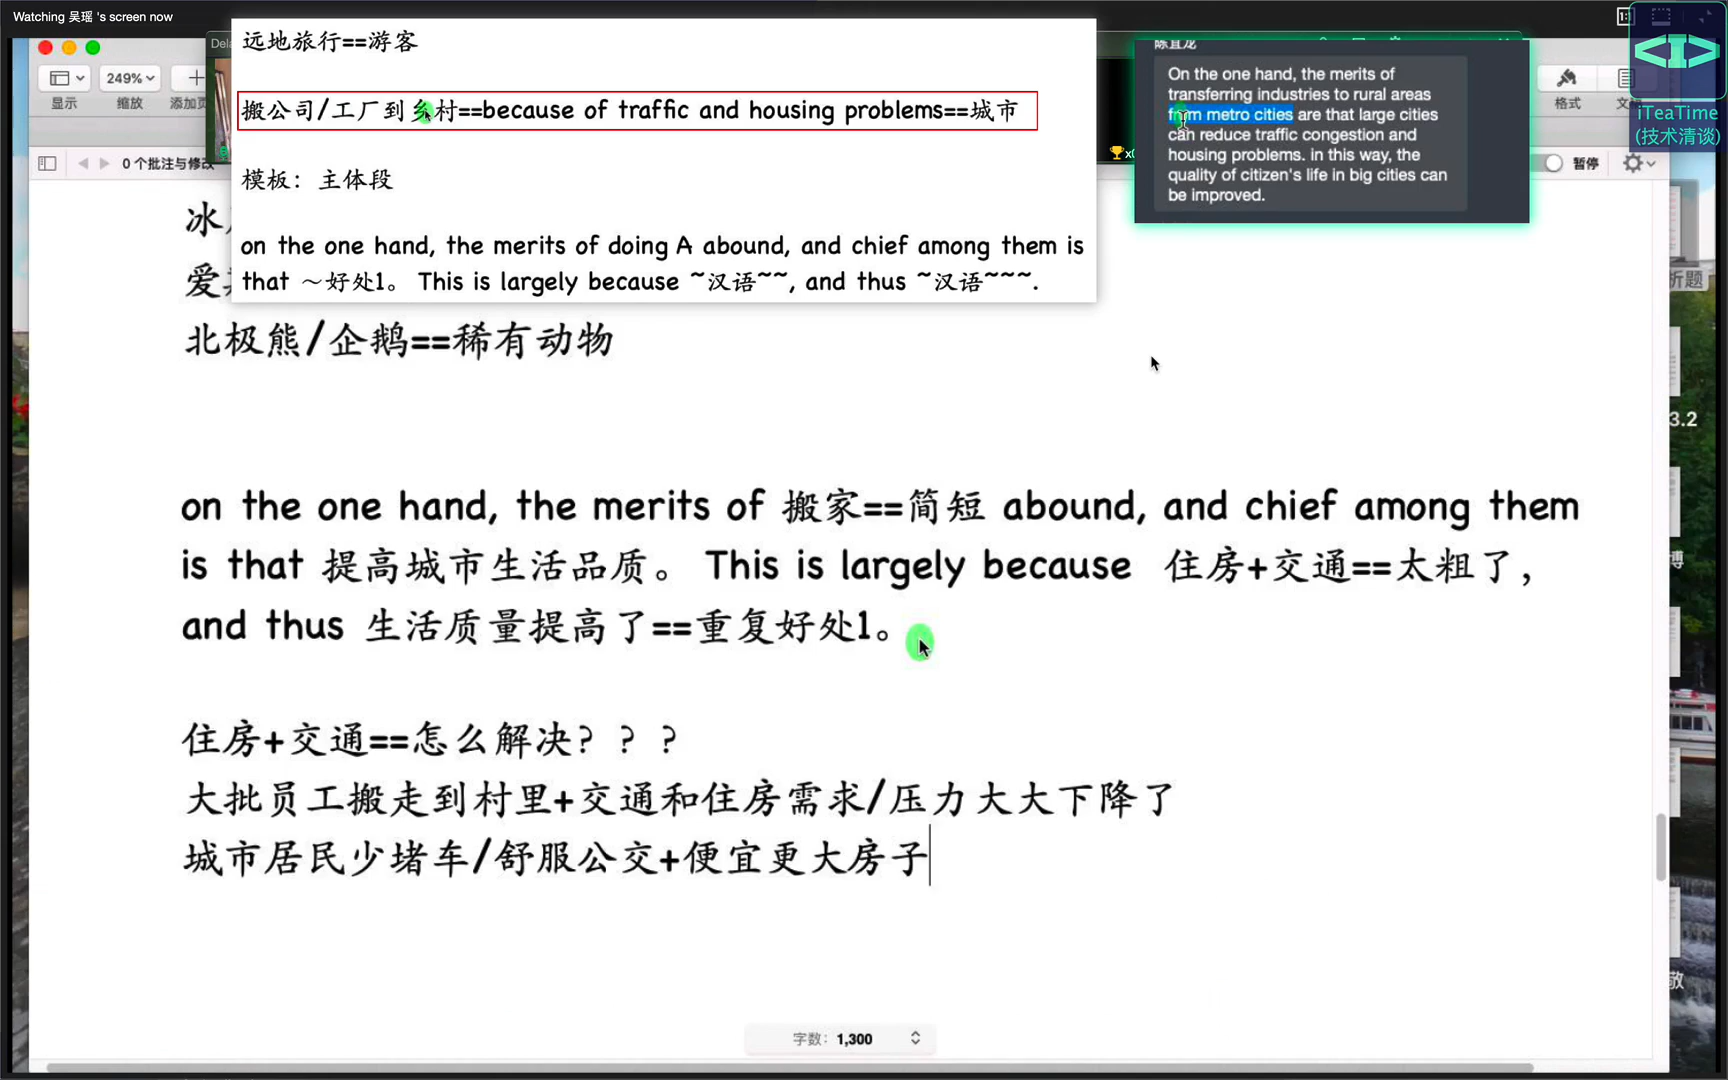 Watching 吴瑶 's screen now
249%
显示
缩放
添加页
0 个批注与修改
远地旅行==游客
搬公司/工厂到乡村==because of traffic and housing problems==城市
模板：主体段
on the one hand, the merits of doing A abound, and chief among them is
that ～好处1。 This is largely because ~汉语~~, and thus ~汉语~~~.
陈宣龙
On the one hand, the merits of
transferring industries to rural areas
from metro cities are that large cities
can reduce traffic congestion and
housing problems. in this way, the
quality of citizen's life in big cities can
be improved.
格式
暂停
iTeaTime
(技术清谈)
析题
3.2
北极熊/企鹅==稀有动物
on the one hand, the merits of 搬家==简短 abound, and chief among them
is that 提高城市生活品质。 This is largely because 住房+交通==太粗了，
and thus 生活质量提高了==重复好处1。
住房+交通==怎么解决？？？
大批员工搬走到村里+交通和住房需求/压力大大下降了
城市居民少堵车/舒服公交+便宜更大房子
字数： 1,300